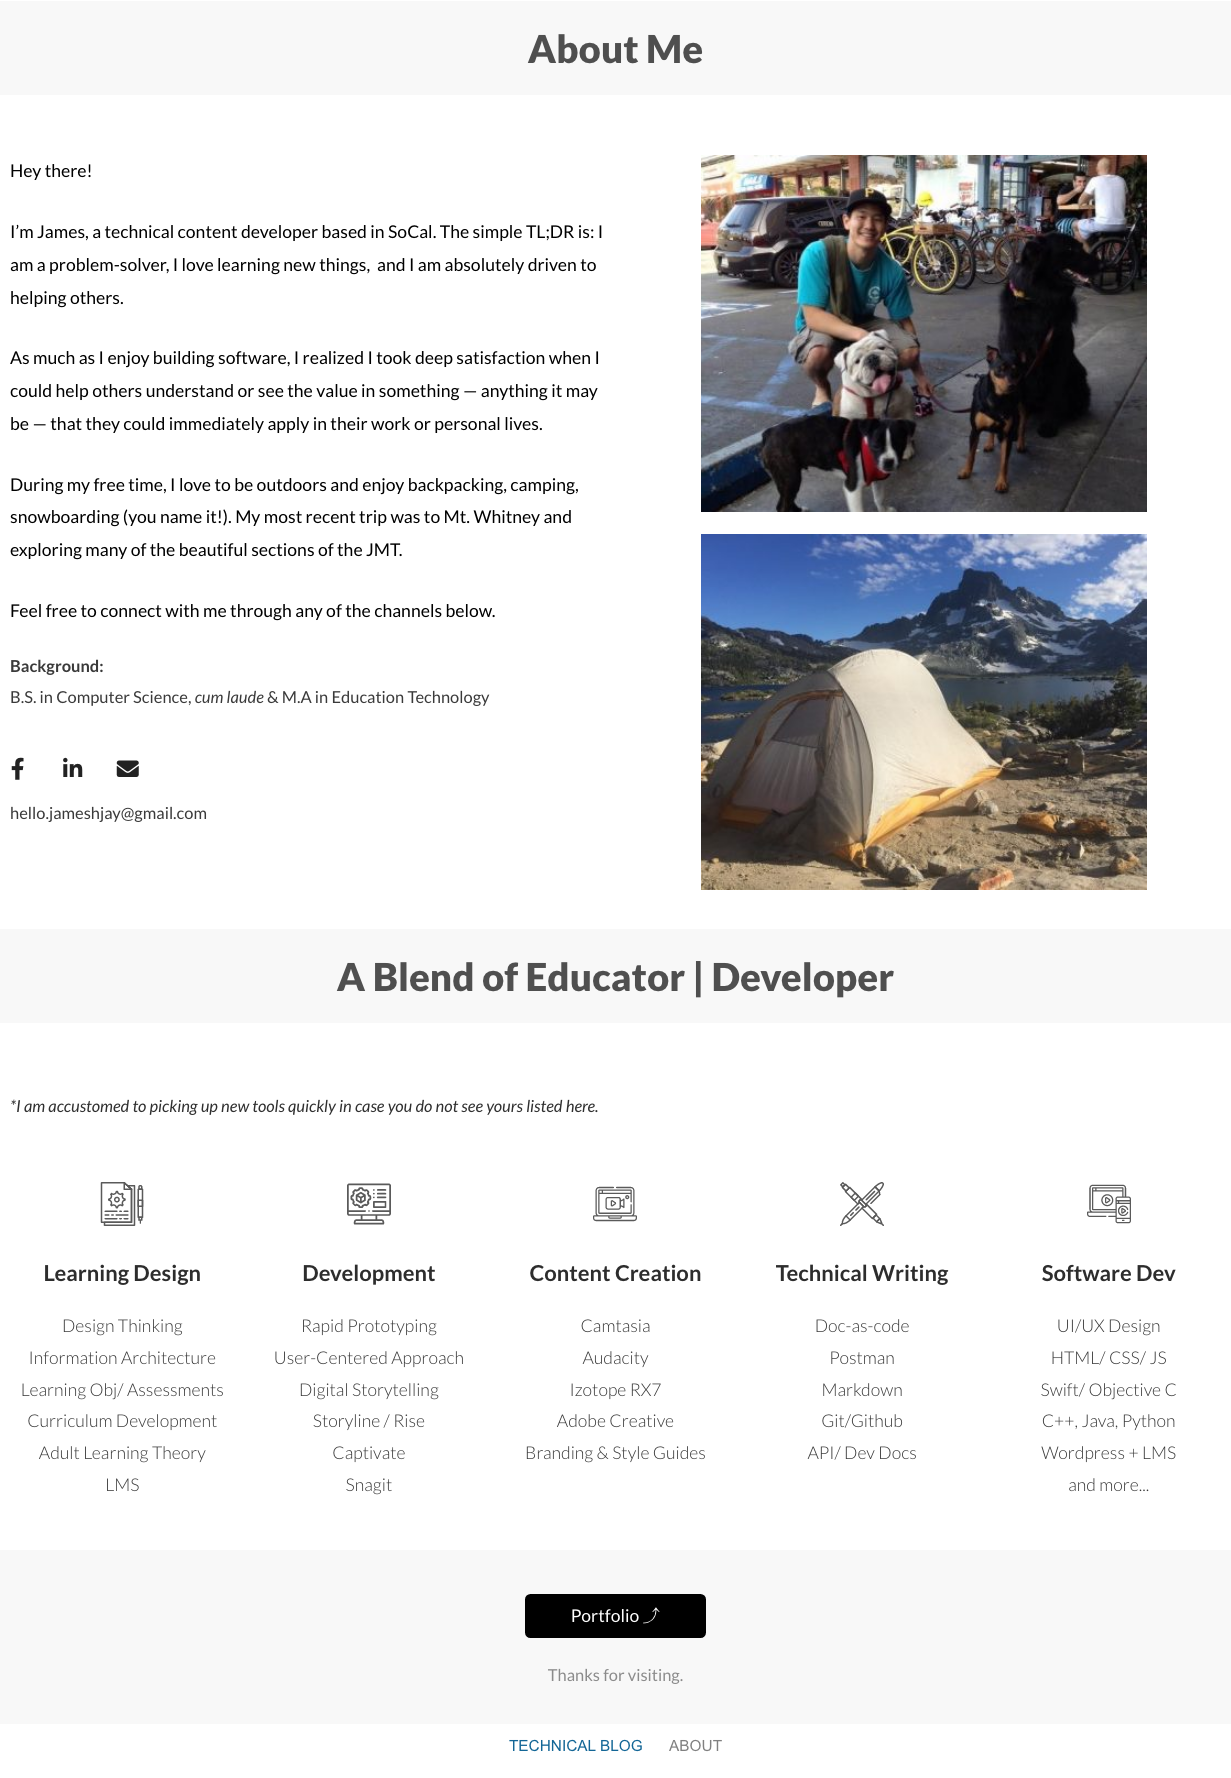 About Me
Hey there!
I’m James, a technical content developer based in SoCal. The simple TL;DR is: I
am a problem-solver, I love learning new things,  and I am absolutely driven to
helping others.
As much as I enjoy building software, I realized I took deep satisfaction when I
could help others understand or see the value in something — anything it may
be — that they could immediately apply in their work or personal lives.
During my free time, I love to be outdoors and enjoy backpacking, camping,
snowboarding (you name it!). My most recent trip was to Mt. Whitney and
exploring many of the beautiful sections of the JMT.
Feel free to connect with me through any of the channels below.
Background:
B.S. in Computer Science, cum laude & M.A in Education Technology
hello.jameshjay@gmail.com
A Blend of Educator | Developer
*I am accustomed to picking up new tools quickly in case you do not see yours listed here.
Learning Design
Design Thinking
Information Architecture
Learning Obj/ Assessments
Curriculum Development
Adult Learning Theory
LMS
Development
Rapid Prototyping
User-Centered Approach
Digital Storytelling
Storyline / Rise
Captivate
Snagit
Content Creation
Camtasia
Audacity
Izotope RX7
Adobe Creative
Branding & Style Guides
Technical Writing
Doc-as-code
Postman
Markdown
Git/Github
API/ Dev Docs
Software Dev
UI/UX Design
HTML/ CSS/ JS
Swift/ Objective C
C++, Java, Python
Wordpress + LMS
and more...
Portfolio ⤴
Thanks for visiting.
TECHNICAL BLOG ABOUT